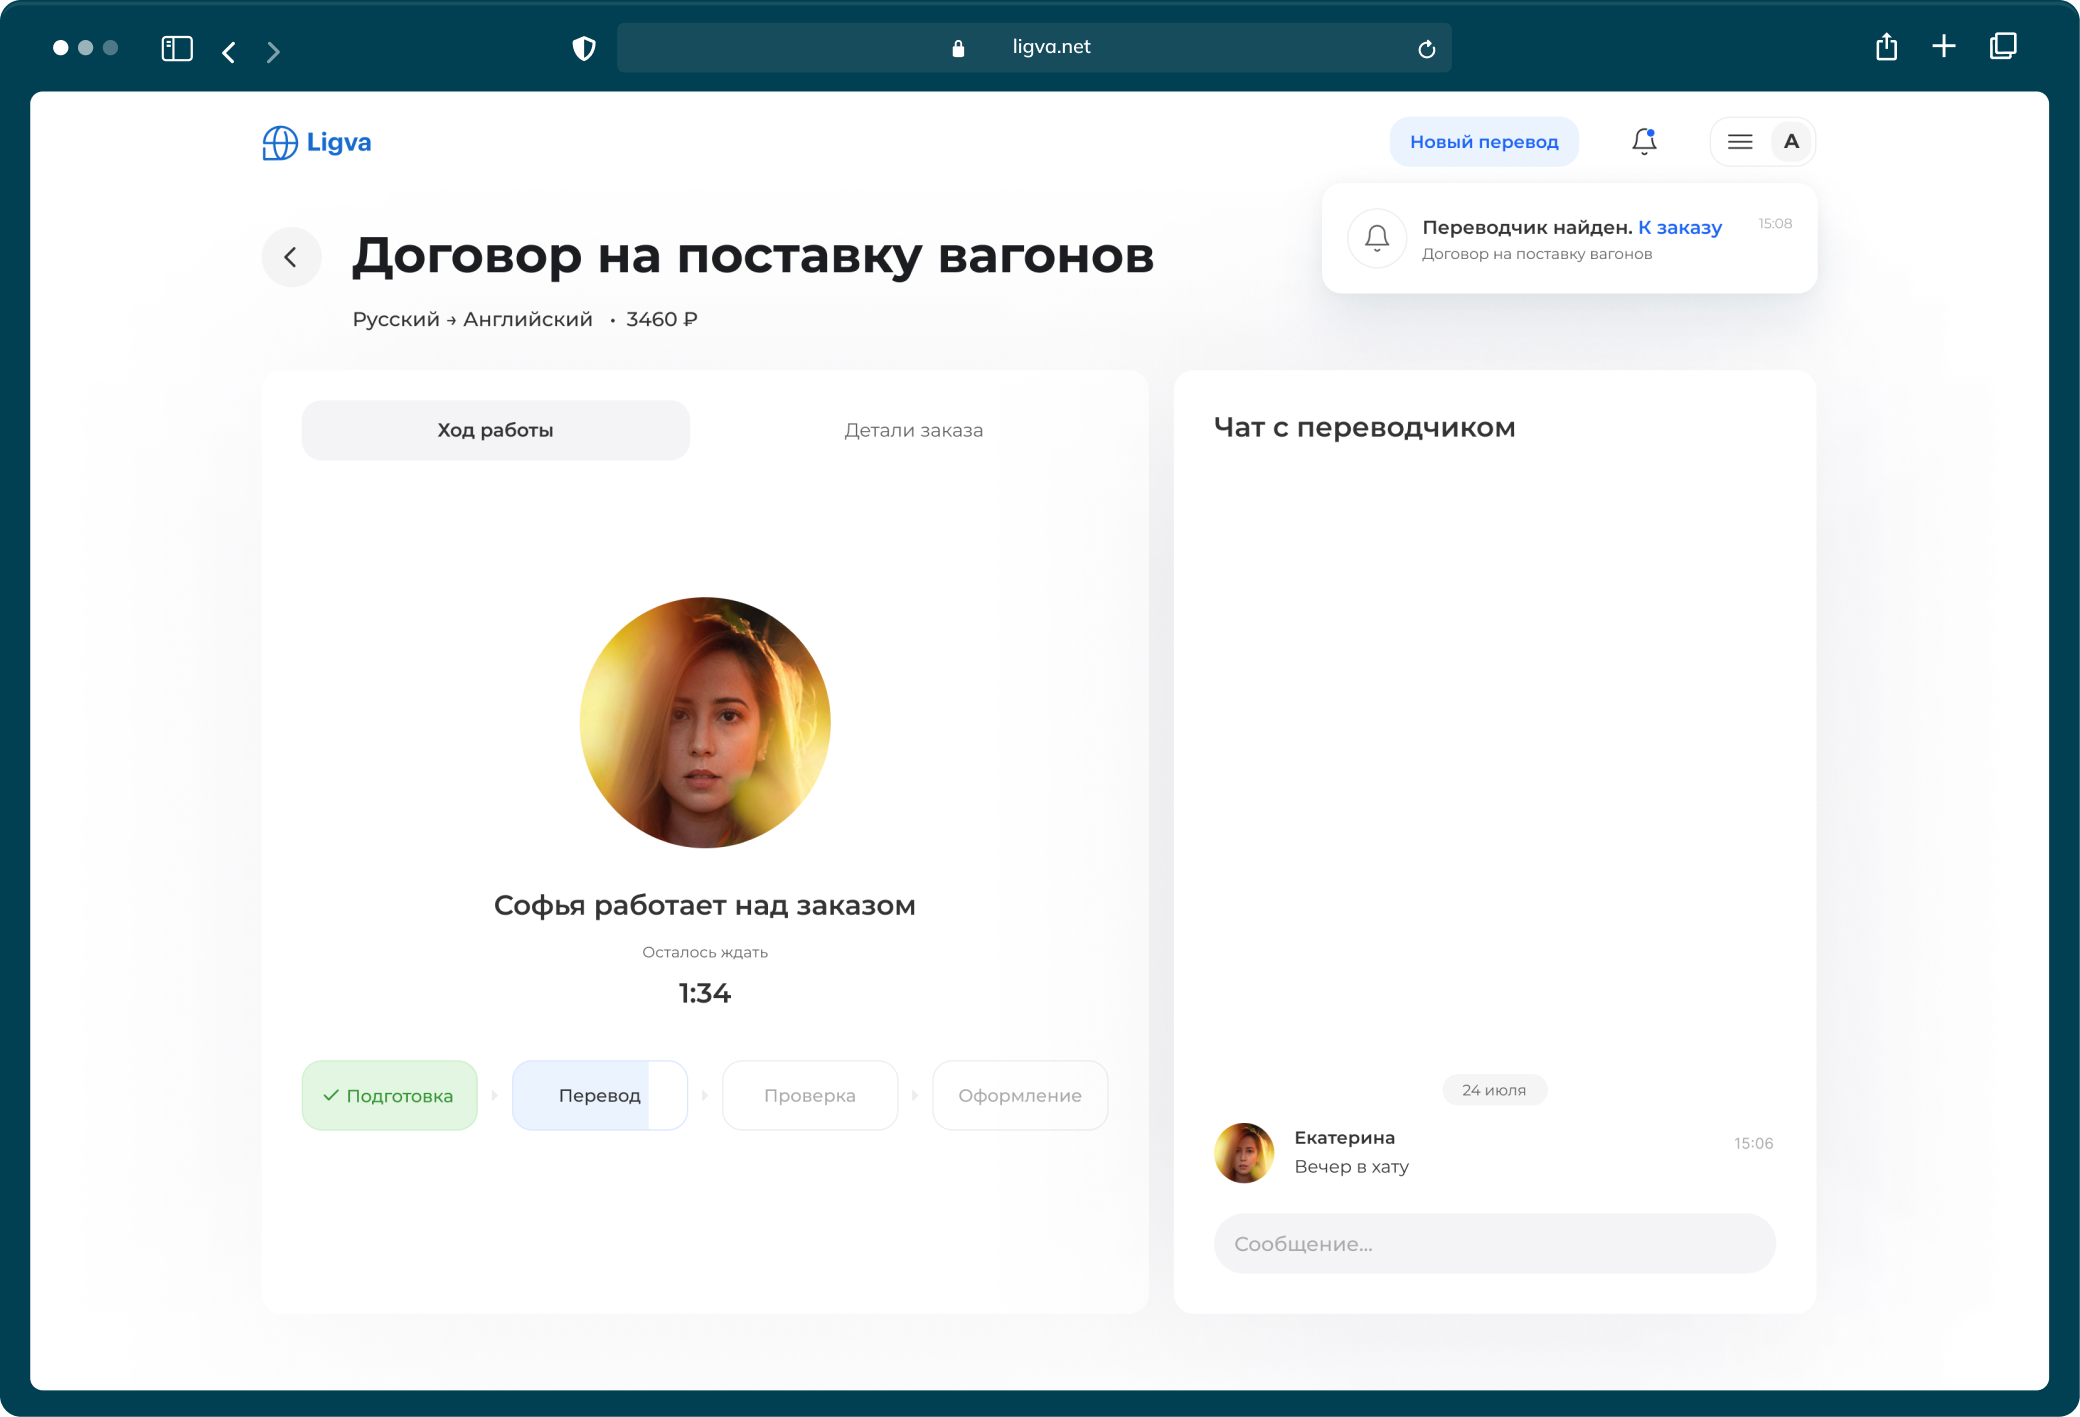 ligva.net
Ligva
Новый перевод
A
Переводчик найден. К заказу
15:08
Договор на поставку вагонов
Договор на поставку вагонов
Русский → Английский • 3460 ₽
Ход работы
Детали заказа
Софья работает над заказом
Осталось ждать
1:34
✓ Подготовка
Перевод
Проверка
Оформление
Чат с переводчиком
24 июля
Екатерина
15:06
Вечер в хату
Сообщение...